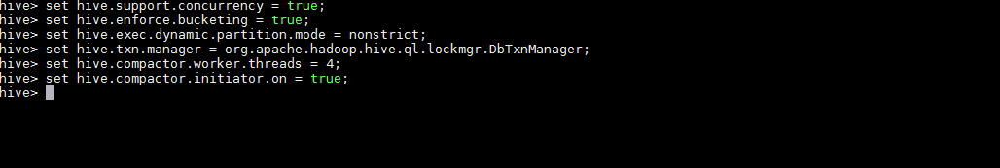 hive> set hive.support.concurrency = true;
hive> set hive.enforce.bucketing = true;
hive> set hive.exec.dynamic.partition.mode = nonstrict;
hive> set hive.txn.manager = org.apache.hadoop.hive.ql.lockmgr.DbTxnManager;
hive> set hive.compactor.worker.threads = 4;
hive> set hive.compactor.initiator.on = true;
hive>